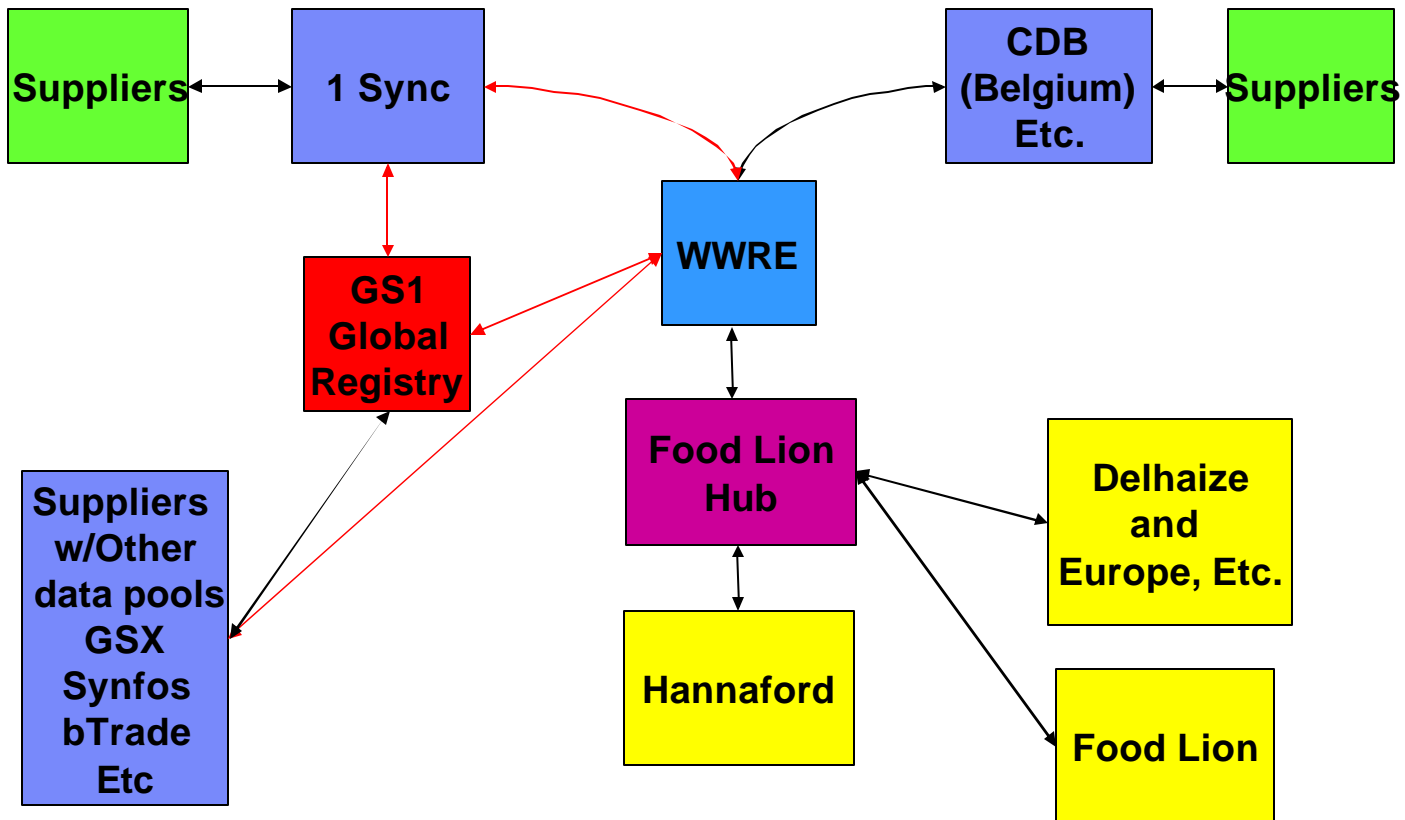 Suppliers
1 Sync
CDB
(Belgium)
Etc.
Suppliers
WWRE
GS1
Global
Registry
Food Lion
Hub
Delhaize
and
Europe, Etc.
Suppliers
w/Other
data pools
GSX
Synfos
bTrade
Etc
Hannaford
Food Lion